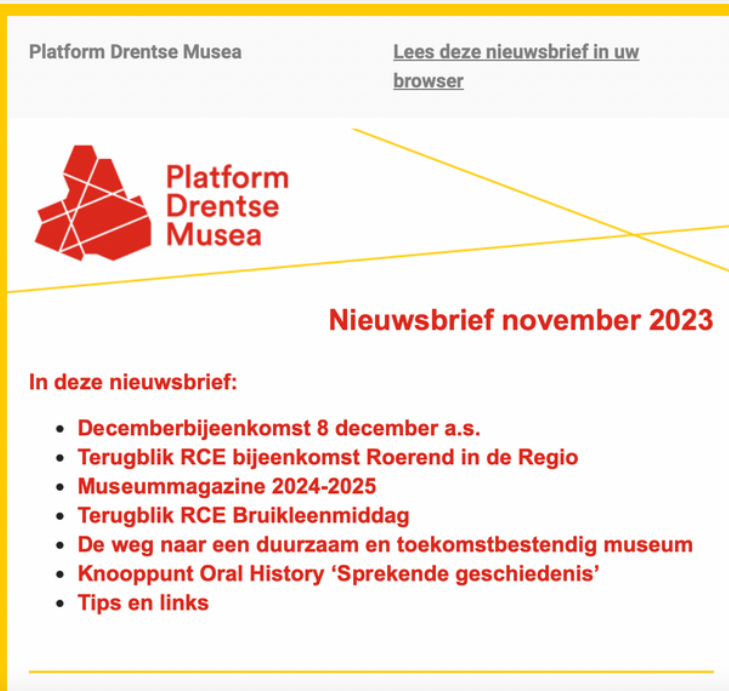 Platform Drentse Musea
Lees deze nieuwsbrief in uw
browser
Platform
Drentse
Musea
Nieuwsbrief november 2023
In deze nieuwsbrief:
Decemberbijeenkomst 8 december a.s.
Terugblik RCE bijeenkomst Roerend in de Regio
Museummagazine 2024-2025
Terugblik RCE Bruikleenmiddag
De weg naar een duurzaam en toekomstbestendig museum
Knooppunt Oral History ‘Sprekende geschiedenis’
Tips en links